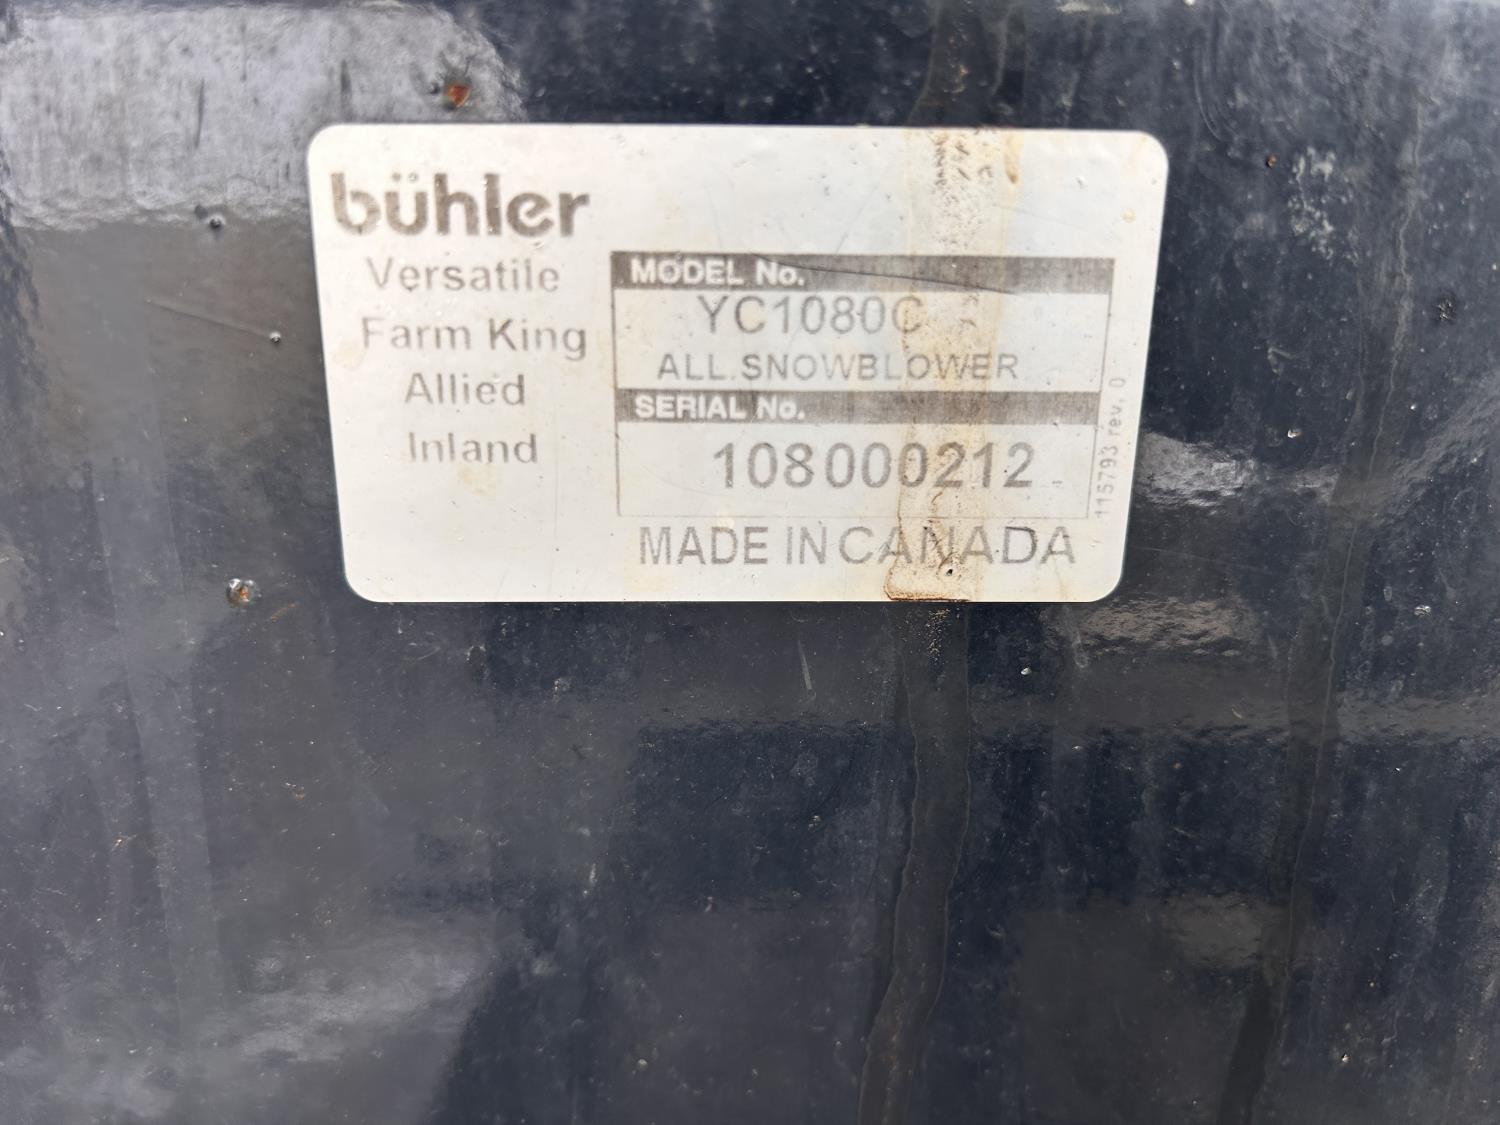 bühler
Versatile
Farm King
Allied
Inland
MODEL No.
YC1080C
ALL.SNOWBLOWER
SERIAL No.
108000212
MADE IN CANADA
115793 rev. 0